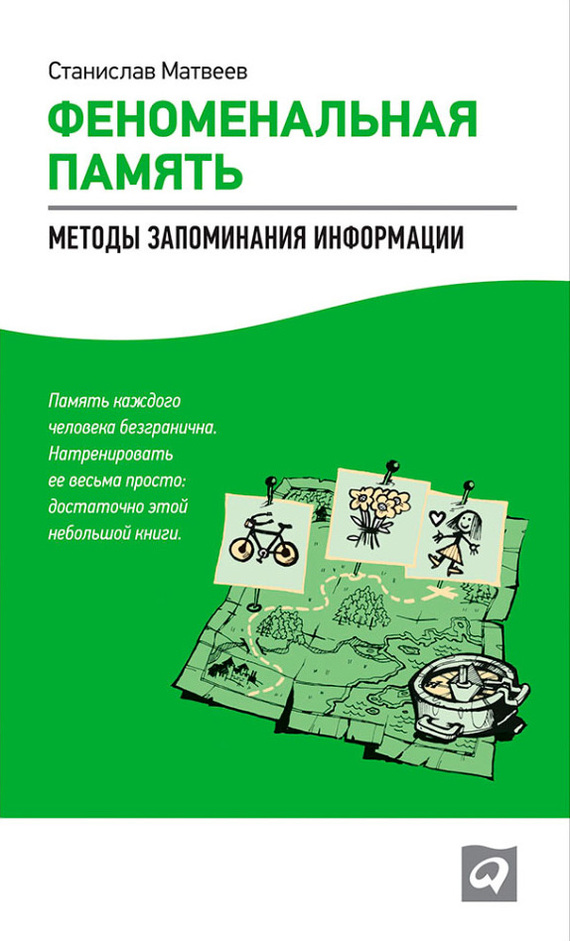 Станислав Матвеев
ФЕНОМЕНАЛЬНАЯ
ПАМЯТЬ
МЕТОДЫ ЗАПОМИНАНИЯ ИНФОРМАЦИИ
Память каждого
человека безгранична.
Натренировать
ее весьма просто:
достаточно этой
небольшой книги.